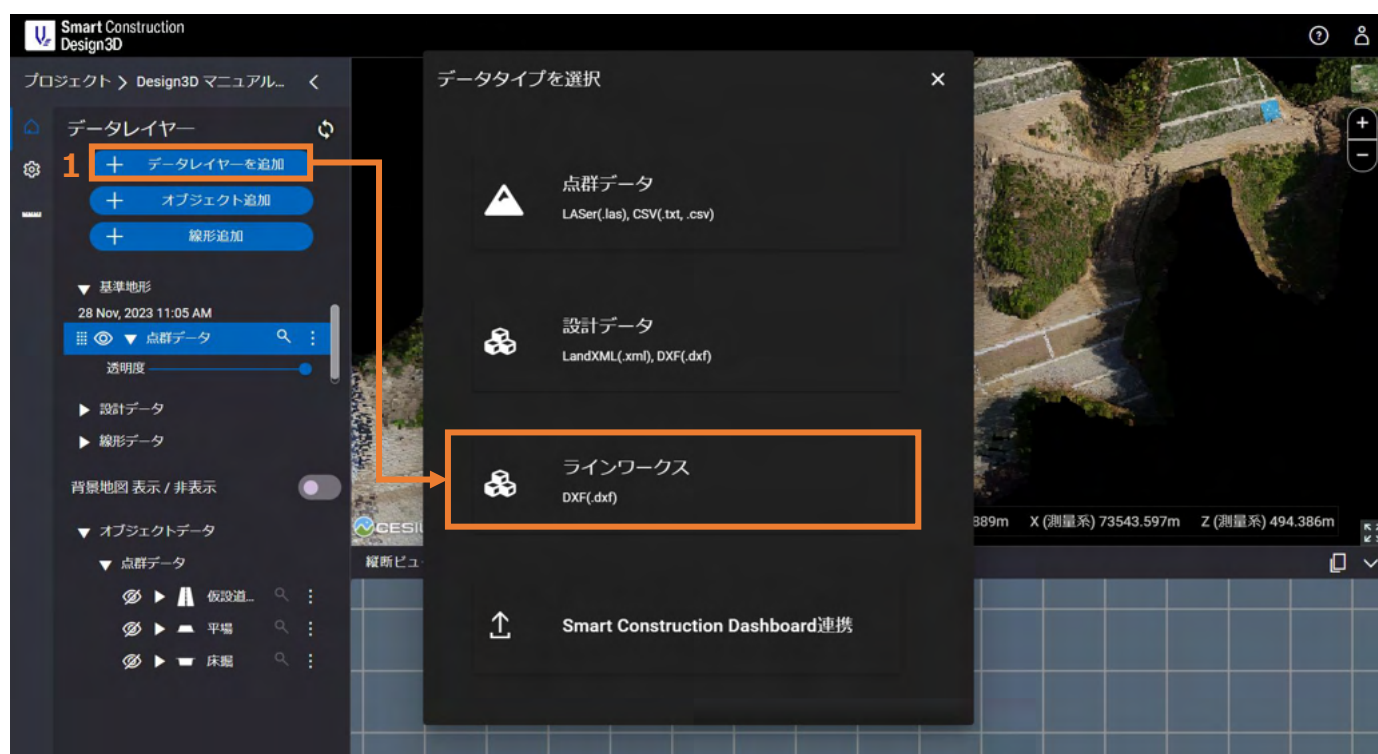 Smart Construction
Design3D
プロジェクト > Design3D マニュアル...
データレイヤー
1
データレイヤーを追加
オブジェクト追加
線形追加
基準地形
28 Nov, 2023 11:05 AM
点群データ
透明度
設計データ
線形データ
背景地図 表示 / 非表示
オブジェクトデータ
点群データ
仮設道...
平場
床掘
データタイプを選択
点群データ
LASer(.las), CSV(.txt, .csv)
設計データ
LandXML(.xml), DXF(.dxf)
ラインワークス
DXF(.dxf)
Smart Construction Dashboard連携
CESIU
889m X (測量系) 73543.597m Z (測量系) 494.386m
縦断ビュー